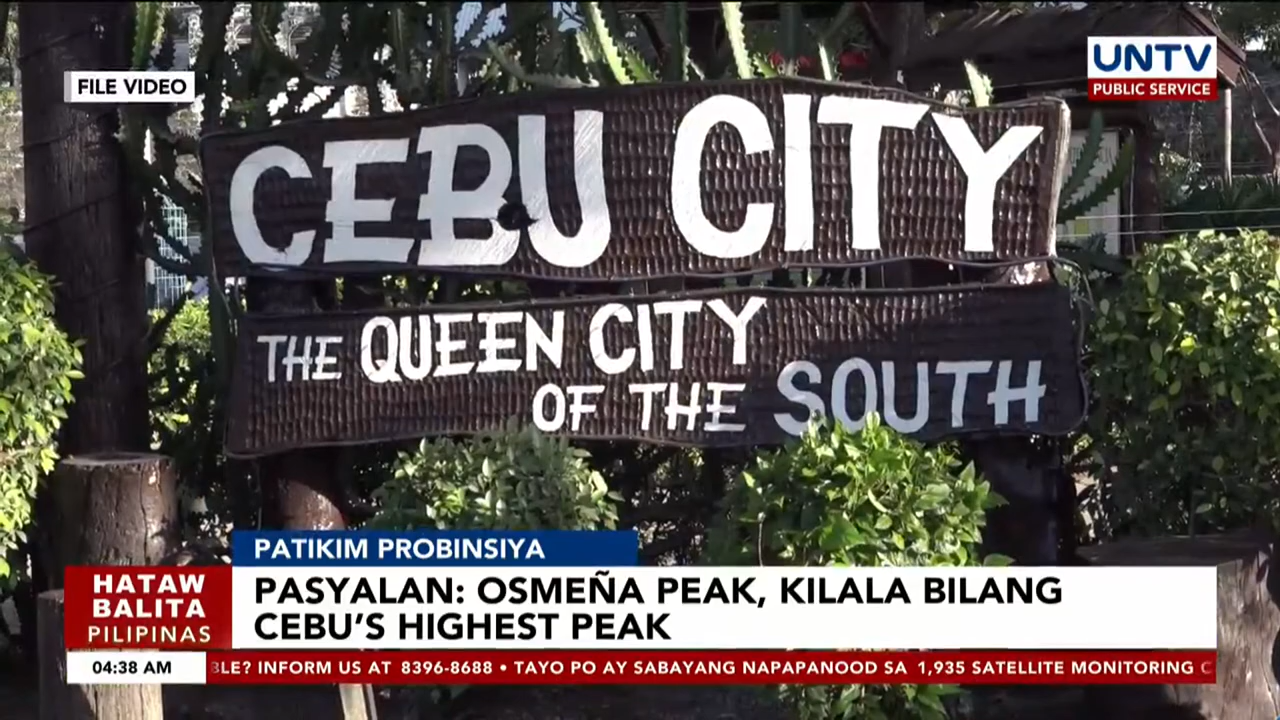 FILE VIDEO
UNTV
PUBLIC SERVICE
CEBU CITY
THE QUEEN CITY
OF THE SOUTH
PATIKIM PROBINSIYA
HATAW
BALITA
PILIPINAS
PASYALAN: OSMEÑA PEAK, KILALA BILANG
CEBU'S HIGHEST PEAK
04:38 AM
BLE? INFORM US AT 8396-8688 • TAYO PO AY SABAYANG NAPAPANOOD SA 1,935 SATELLITE MONITORING